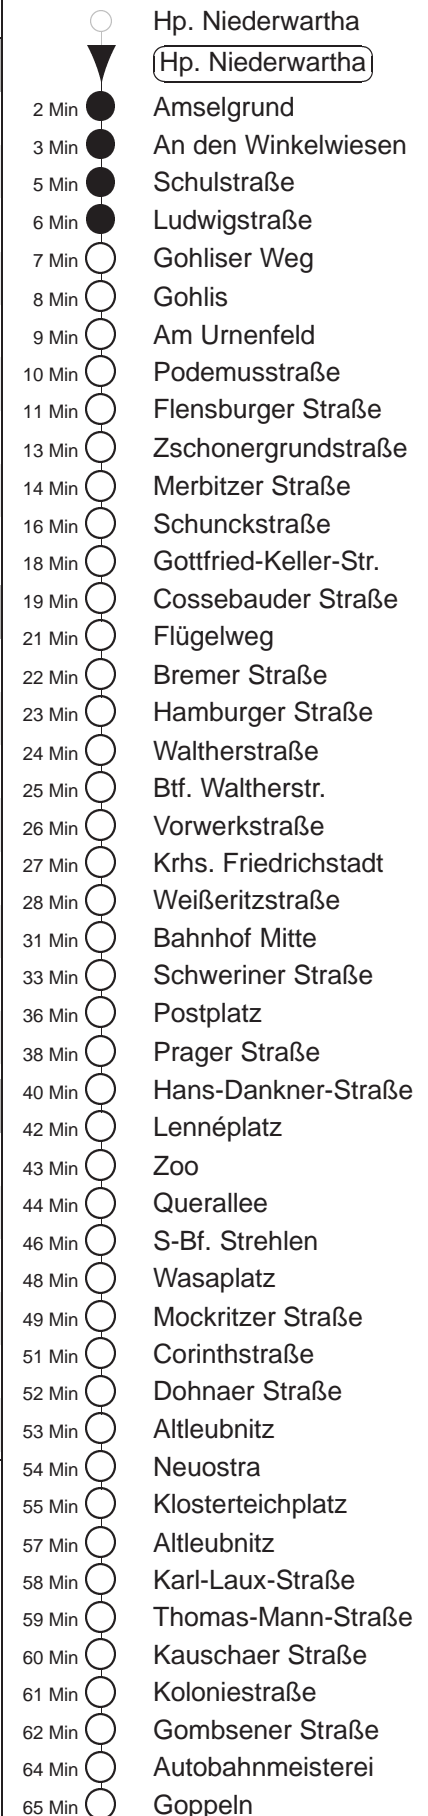 Hp. Niederwartha
Hp. Niederwartha
2 Min Amselgrund
3 Min An den Winkelwiesen
5 Min Schulstraße
6 Min Ludwigstraße
7 Min Gohliser Weg
8 Min Gohlis
9 Min Am Urnenfeld
10 Min Podemusstraße
11 Min Flensburger Straße
13 Min Zschonergrundstraße
14 Min Merbitzer Straße
16 Min Schunckstraße
18 Min Gottfried-Keller-Str.
19 Min Cossebauder Straße
21 Min Flügelweg
22 Min Bremer Straße
23 Min Hamburger Straße
24 Min Waltherstraße
25 Min Btf. Waltherstr.
26 Min Vorwerkstraße
27 Min Krhs. Friedrichstadt
28 Min Weißeritzstraße
31 Min Bahnhof Mitte
33 Min Schweriner Straße
36 Min Postplatz
38 Min Prager Straße
40 Min Hans-Dankner-Straße
42 Min Lennéplatz
43 Min Zoo
44 Min Querallee
46 Min S-Bf. Strehlen
48 Min Wasaplatz
49 Min Mockritzer Straße
51 Min Corinthstraße
52 Min Dohnaer Straße
53 Min Altleubnitz
54 Min Neuostra
55 Min Klosterteichplatz
57 Min Altleubnitz
58 Min Karl-Laux-Straße
59 Min Thomas-Mann-Straße
60 Min Kauschaer Straße
61 Min Koloniestraße
62 Min Gombsener Straße
64 Min Autobahnmeisterei
65 Min Goppeln